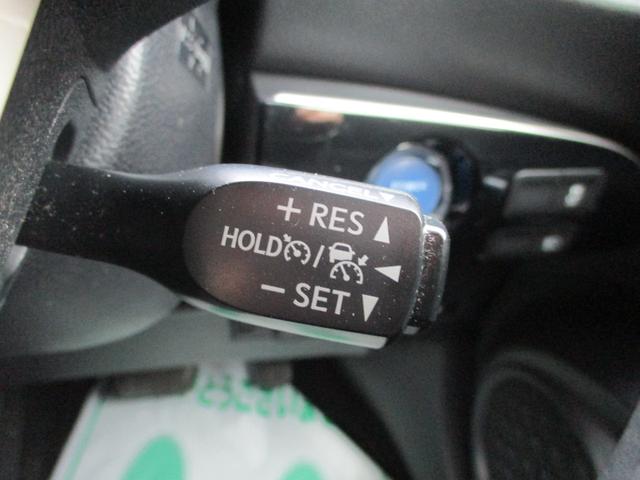 CANCEL
+ RES
HOLD /
− SET